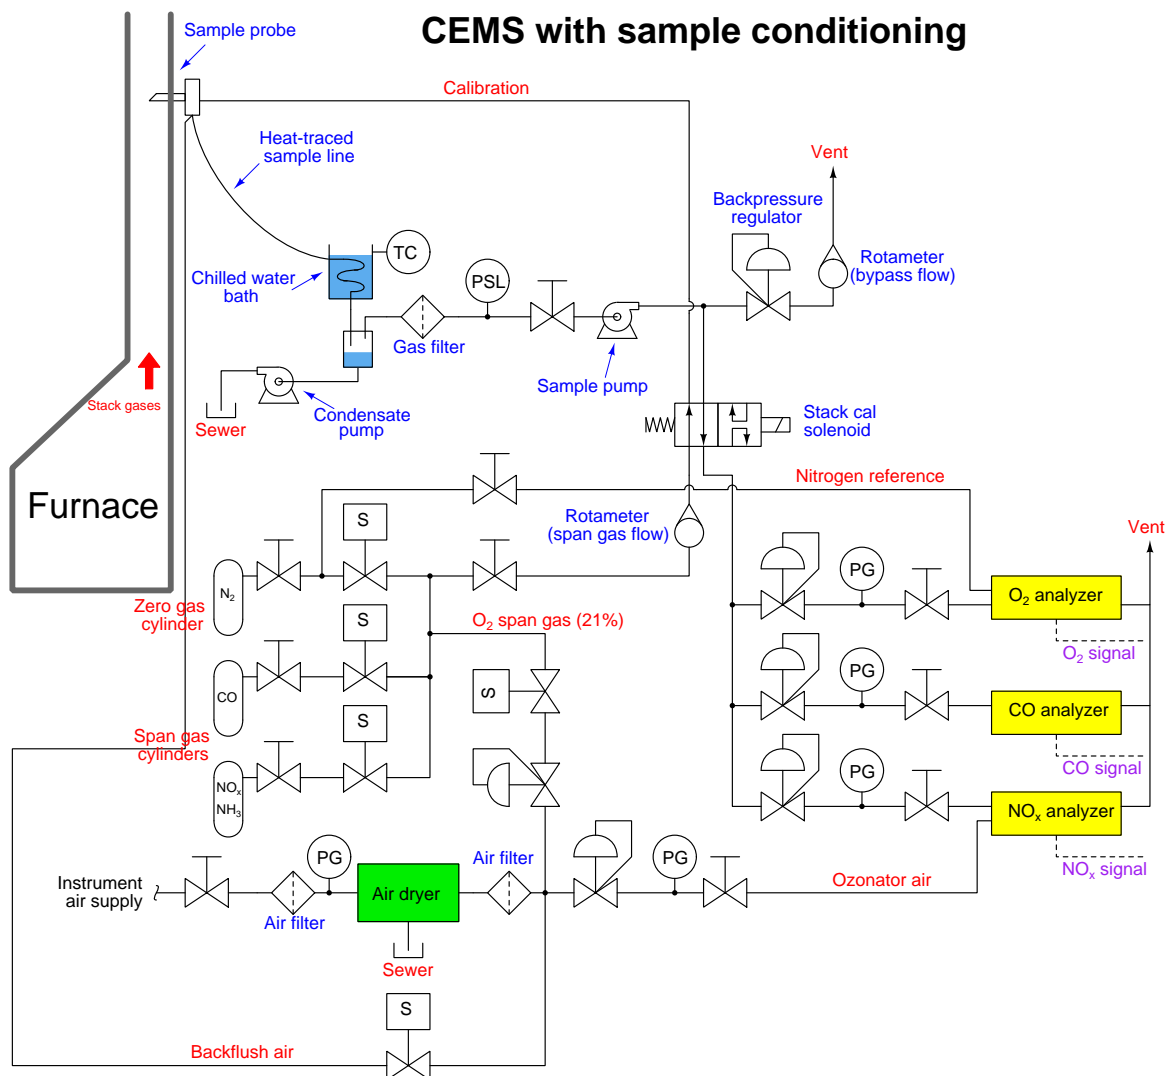 CEMS with sample conditioning
Sample probe
Calibration
Heat-traced
sample line
Vent
Backpressure
regulator
TC
Rotameter
(bypass flow)
Chilled water
bath
PSL
Gas filter
Sample pump
Stack gases
Sewer
Condensate
pump
Stack cal
solenoid
Furnace
Nitrogen reference
S
Rotameter
(span gas flow)
Vent
N₂
PG
O₂ analyzer
Zero gas
cylinder
S
O₂ span gas (21%)
O₂ signal
CO
S
PG
CO analyzer
Span gas
cylinders
S
CO signal
NOₓ
NH₃
PG
NOₓ analyzer
Instrument
air supply
Air filter
PG
Air dryer
Air filter
PG
Ozonator air
NOₓ signal
Sewer
S
Backflush air